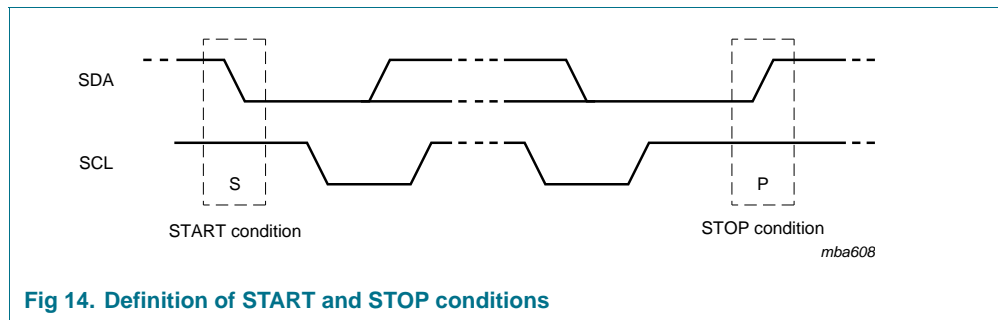 SDA
SCL
S
P
START condition
STOP condition
mba608
Fig 14. Definition of START and STOP conditions